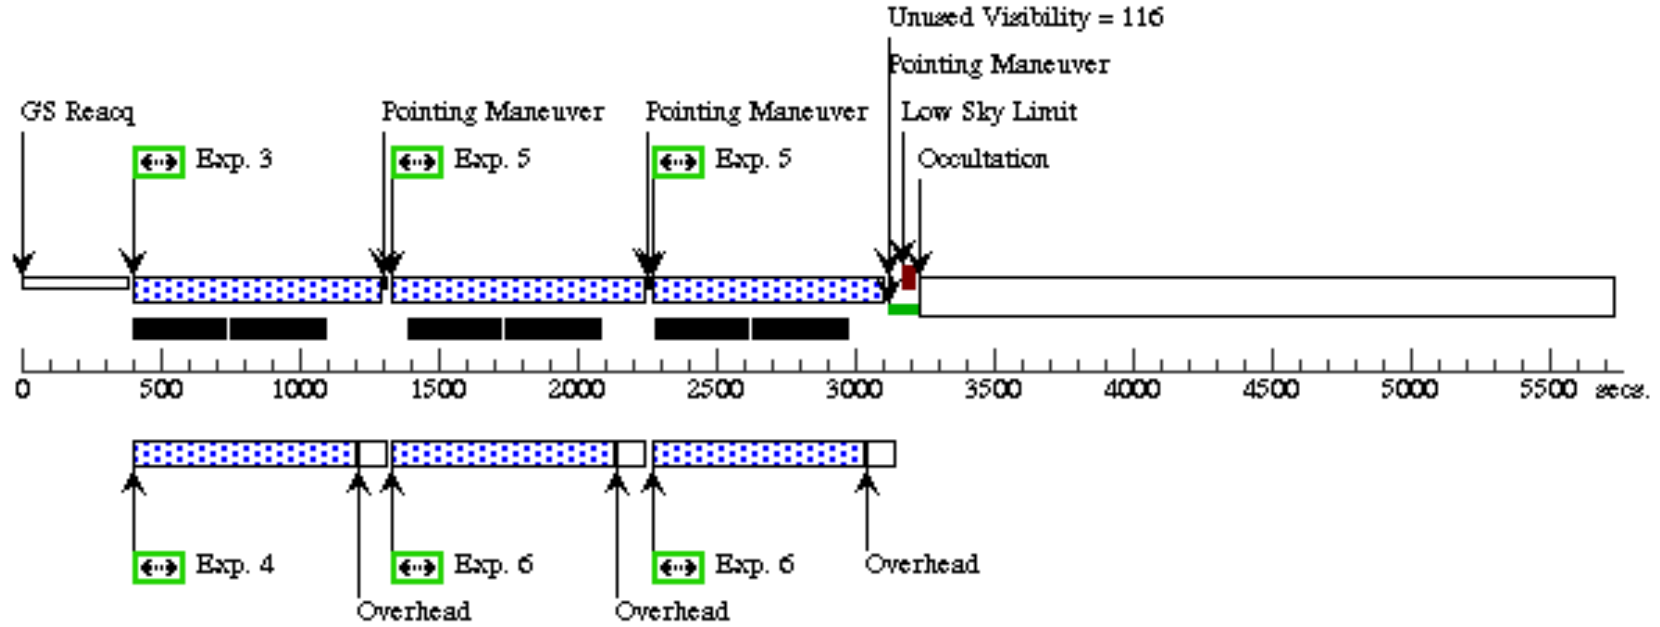 Unused Visibility = 116
Pointing Maneuver
GS Reacq
Pointing Maneuver
Pointing Maneuver
Low Sky Limit
Exp. 3
Exp. 5
Exp. 5
Occultation
0 500 1000 1500 2000 2500 3000 3500 4000 4500 5000 5500 secs.
Exp. 4
Exp. 6
Exp. 6
Overhead
Overhead
Overhead